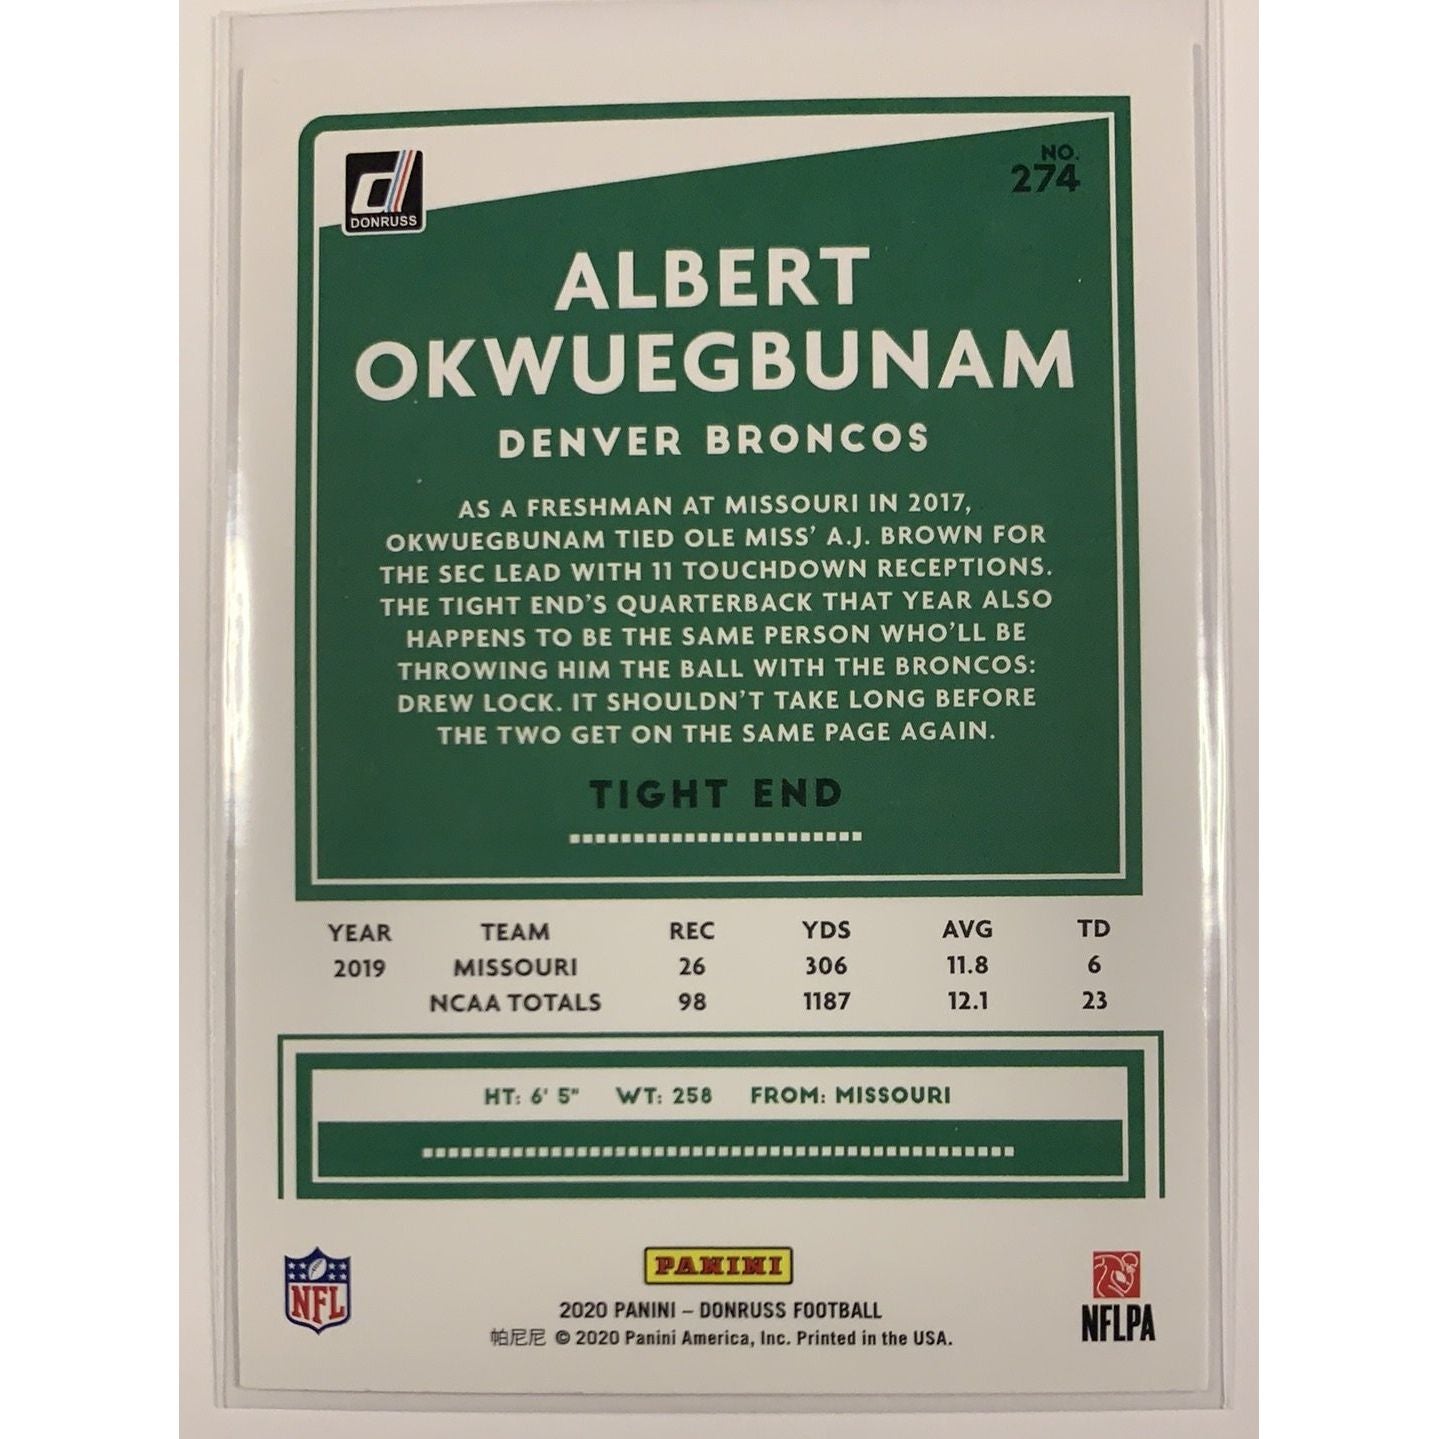 DONRUSS
NO.
274
ALBERT
OKWUEGBUNAM
DENVER BRONCOS
AS A FRESHMAN AT MISSOURI IN 2017,
OKWUEGBUNAM TIED OLE MISS' A.J. BROWN FOR
THE SEC LEAD WITH 11 TOUCHDOWN RECEPTIONS.
THE TIGHT END'S QUARTERBACK THAT YEAR ALSO
HAPPENS TO BE THE SAME PERSON WHO'LL BE
THROWING HIM THE BALL WITH THE BRONCOS:
DREW LOCK. IT SHOULDN'T TAKE LONG BEFORE
THE TWO GET ON THE SAME PAGE AGAIN.
TIGHT END
YEAR TEAM REC YDS AVG TD
2019 MISSOURI 26 306 11.8 6
NCAA TOTALS 98 1187 12.1 23
HT: 6' 5" WT: 258 FROM: MISSOURI
NFL
PANINI
NFLPA
2020 PANINI – DONRUSS FOOTBALL
帕尼尼 © 2020 Panini America, Inc. Printed in the USA.